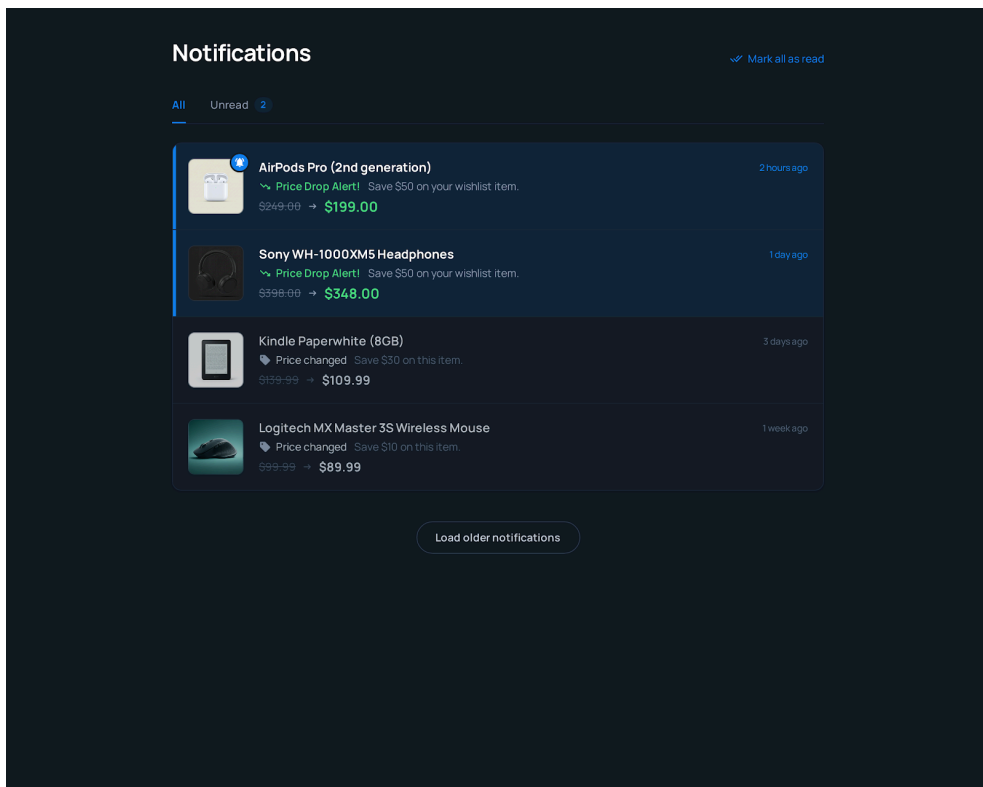 Notifications
Mark all as read
All
Unread 2
AirPods Pro (2nd generation)
2 hours ago
Price Drop Alert! Save $50 on your wishlist item.
$249.00 → $199.00
Sony WH-1000XM5 Headphones
1 day ago
Price Drop Alert! Save $50 on your wishlist item.
$398.00 → $348.00
Kindle Paperwhite (8GB)
3 days ago
Price changed Save $30 on this item.
$139.99 → $109.99
Logitech MX Master 3S Wireless Mouse
1 week ago
Price changed Save $10 on this item.
$99.99 → $89.99
Load older notifications